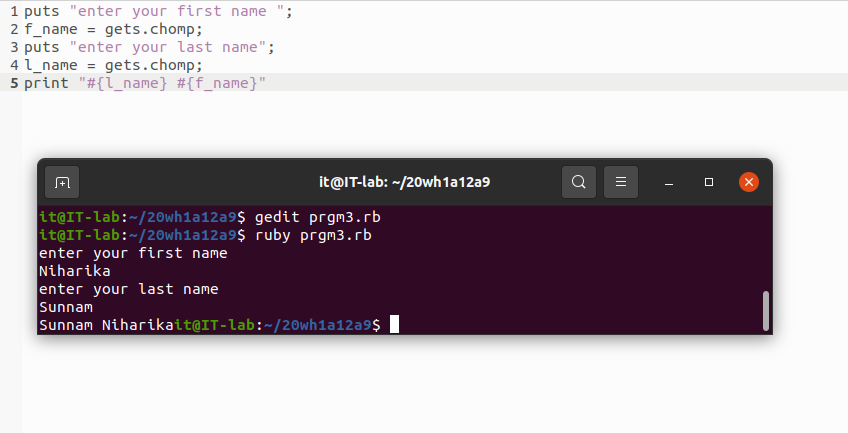 1 puts "enter your first name ";
2 f_name = gets.chomp;
3 puts "enter your last name";
4 l_name = gets.chomp;
5 print "#{l_name} #{f_name}"
it@IT-lab: ~/20wh1a12a9
it@IT-lab:~/20wh1a12a9$ gedit prgm3.rb
it@IT-lab:~/20wh1a12a9$ ruby prgm3.rb
enter your first name
Niharika
enter your last name
Sunnam
Sunnam Niharikait@IT-lab:~/20wh1a12a9$